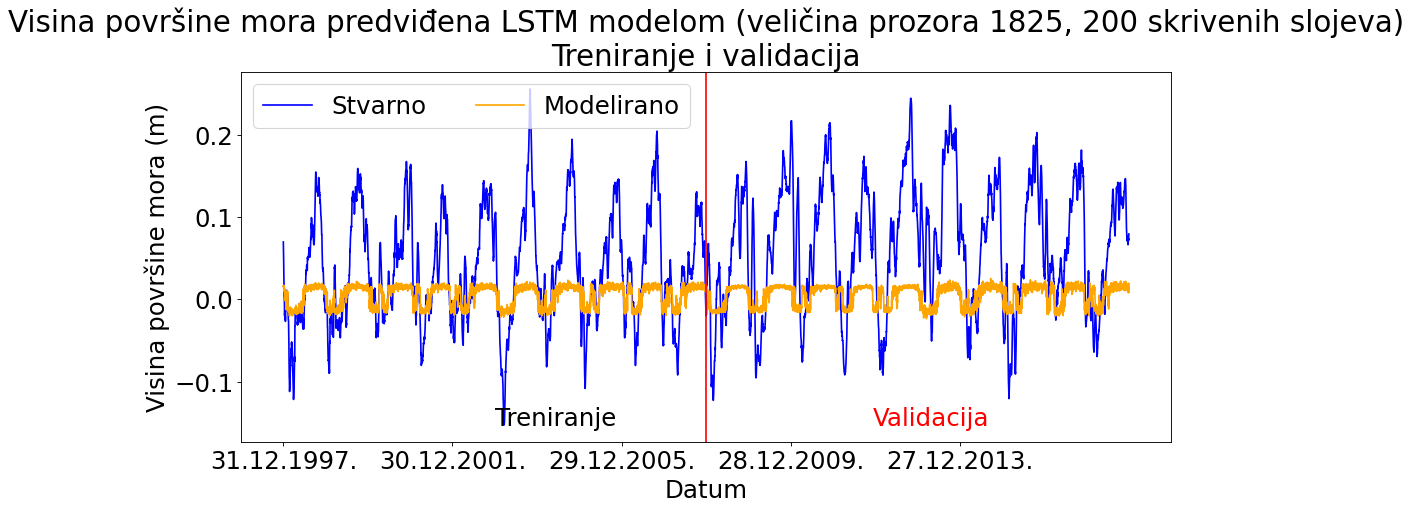 Visina površine mora predviđena LSTM modelom (veličina prozora 1825, 200 skrivenih slojeva)
Treniranje i validacija
Stvarno
Modelirano
Visina površine mora (m)
0.2
0.1
0.0
−0.1
Treniranje
Validacija
31.12.1997.
30.12.2001.
29.12.2005.
28.12.2009.
27.12.2013.
Datum